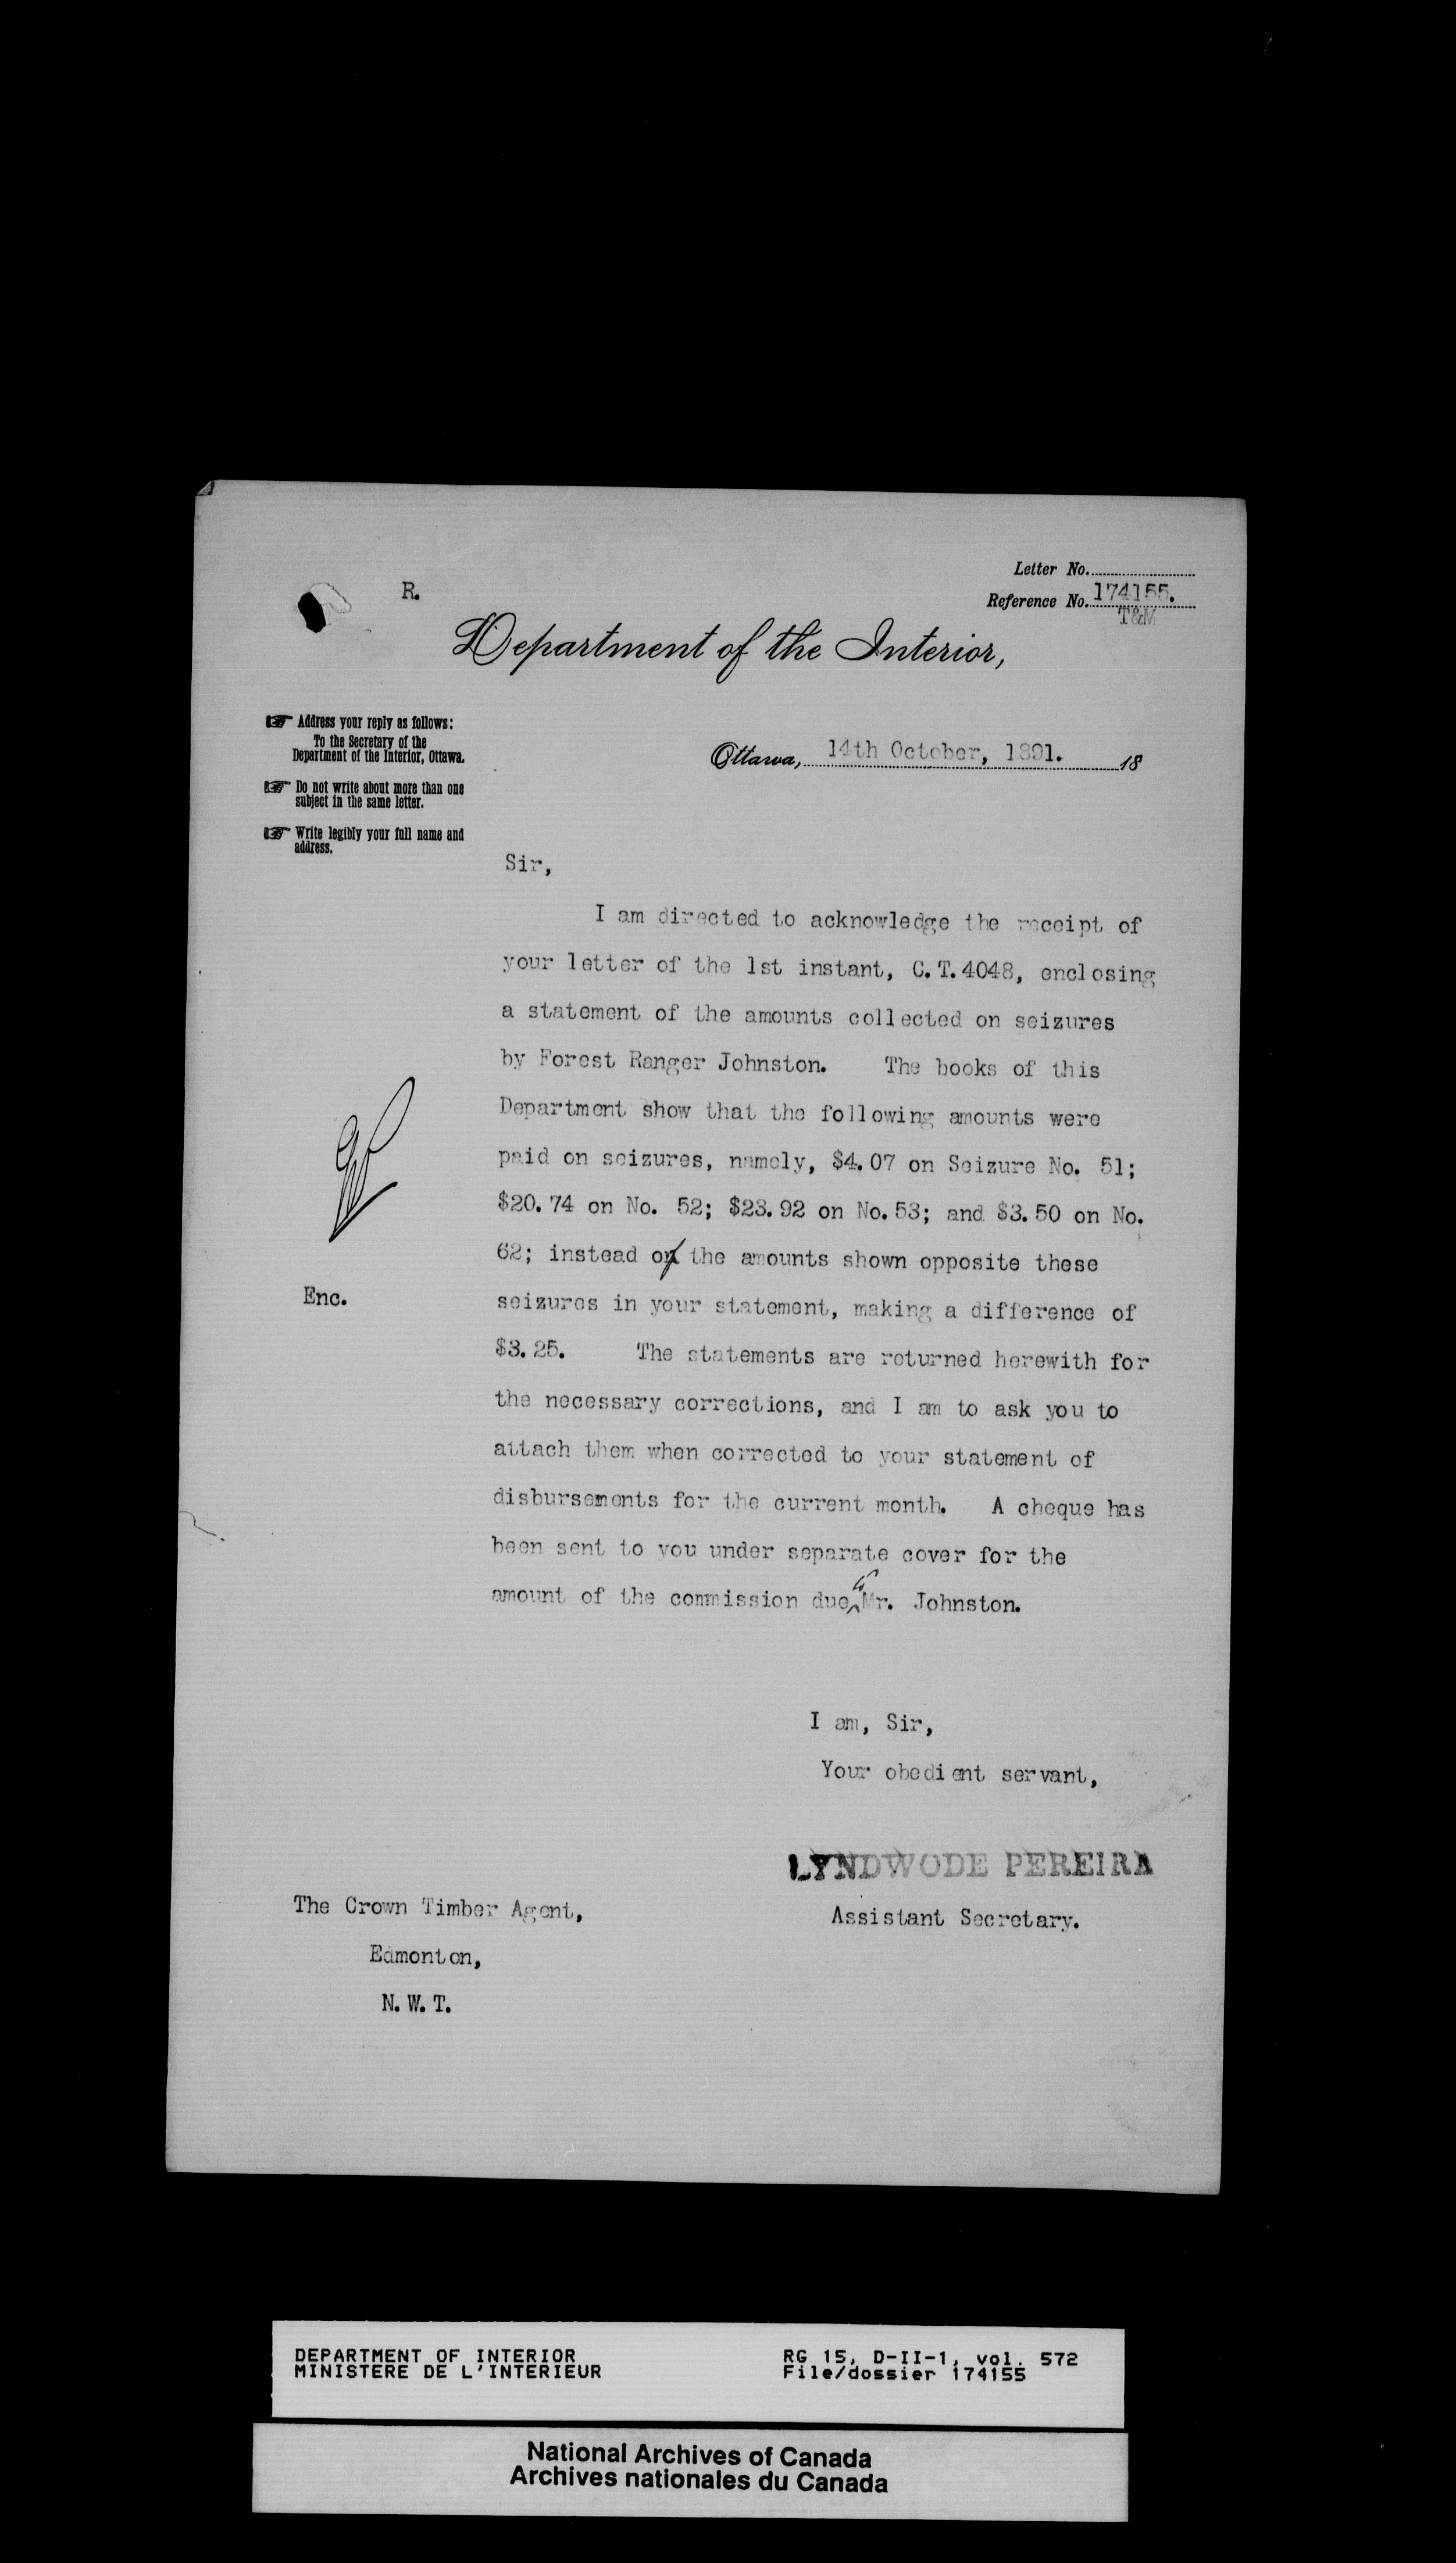 Letter No.
R.
Reference No. 174155.
T&M
Department of the Interior,
☞ Address your reply as follows:
To the Secretary of the
Department of the Interior, Ottawa.
☞ Do not write about more than one
subject in the same letter.
☞ Write legibly your full name and
address.
Ottawa, 14th October, 1891. 18
Sir,
I am directed to acknowledge the receipt of
your letter of the 1st instant, C.T.4048, enclosing
a statement of the amounts collected on seizures
by Forest Ranger Johnston. The books of this
Department show that the following amounts were
paid on seizures, namely, $4.07 on Seizure No. 51;
$20.74 on No. 52; $23.92 on No.53; and $3.50 on No.
62; instead of the amounts shown opposite these
Enc.
seizures in your statement, making a difference of
$3.25. The statements are returned herewith for
the necessary corrections, and I am to ask you to
attach them when corrected to your statement of
disbursements for the current month. A cheque has
been sent to you under separate cover for the
amount of the commission due to Mr. Johnston.
I am, Sir,
Your obedient servant,
LYNDWODE PEREIRA
Assistant Secretary.
The Crown Timber Agent,
Edmonton,
N.W.T.
DEPARTMENT OF INTERIOR
MINISTERE DE L'INTERIEUR
RG 15, D-II-1, vol. 572
File/dossier 174155
National Archives of Canada
Archives nationales du Canada